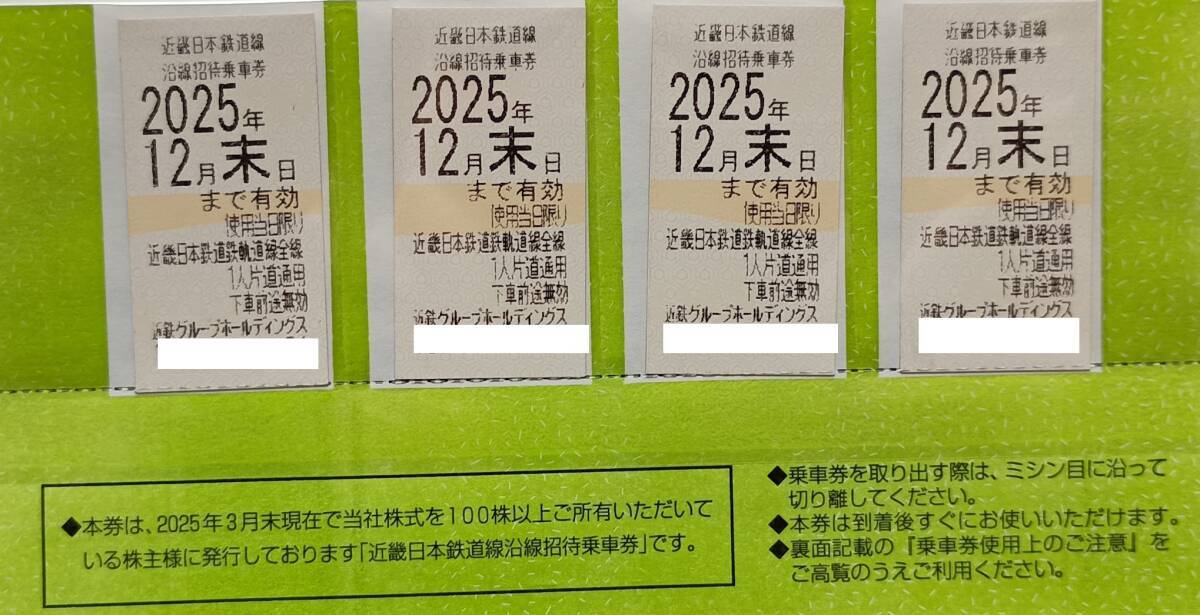 近畿日本鉄道線
沿線招待乗車券
2025年
12月末日
まで有効
使用当日限り
近畿日本鉄道鉄軌道線全線
1人片道通用
下車前途無効
近鉄グループホールディングス
近畿日本鉄道線
沿線招待乗車券
2025年
12月末日
まで有効
使用当日限り
近畿日本鉄道鉄軌道線全線
1人片道通用
下車前途無効
近鉄グループホールディングス
近畿日本鉄道線
沿線招待乗車券
2025年
12月末日
まで有効
使用当日限り
近畿日本鉄道鉄軌道線全線
1人片道通用
下車前途無効
近鉄グループホールディングス
近畿日本鉄道線
沿線招待乗車券
2025年
12月末日
まで有効
使用当日限り
近畿日本鉄道鉄軌道線全線
1人片道通用
下車前途無効
近鉄グループホールディングス
◆本券は、2025年3月末現在で当社株式を100株以上ご所有いただいて
いる株主様に発行しております「近畿日本鉄道線沿線招待乗車券」です。
◆乗車券を取り出す際は、ミシン目に沿って
切り離してください。
◆本券は到着後すぐにお使いいただけます。
◆裏面記載の『乗車券使用上のご注意』を
ご高覧のうえご利用ください。